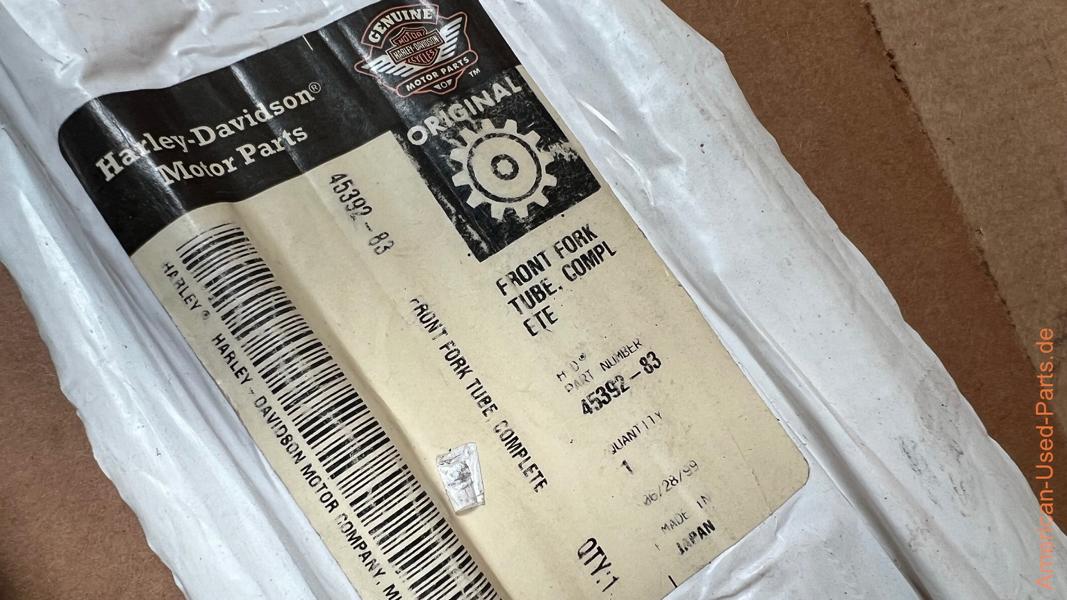 GENUINE
MOTOR
HARLEY-DAVIDSON
CYCLES
MOTOR PARTS
TM
Harley-Davidson®
Motor Parts
ORIGINAL
45392-83
FRONT FORK TUBE COMPLETE
HARLEY® HARLEY-DAVIDSON MOTOR COMPANY,
FRONT FORK
TUBE, COMPL
ETE
H-D®
PART NUMBER
45392-83
QUANTITY
1
06/28/99
MADE IN
JAPAN
QTY:1
American-Used-Parts.de